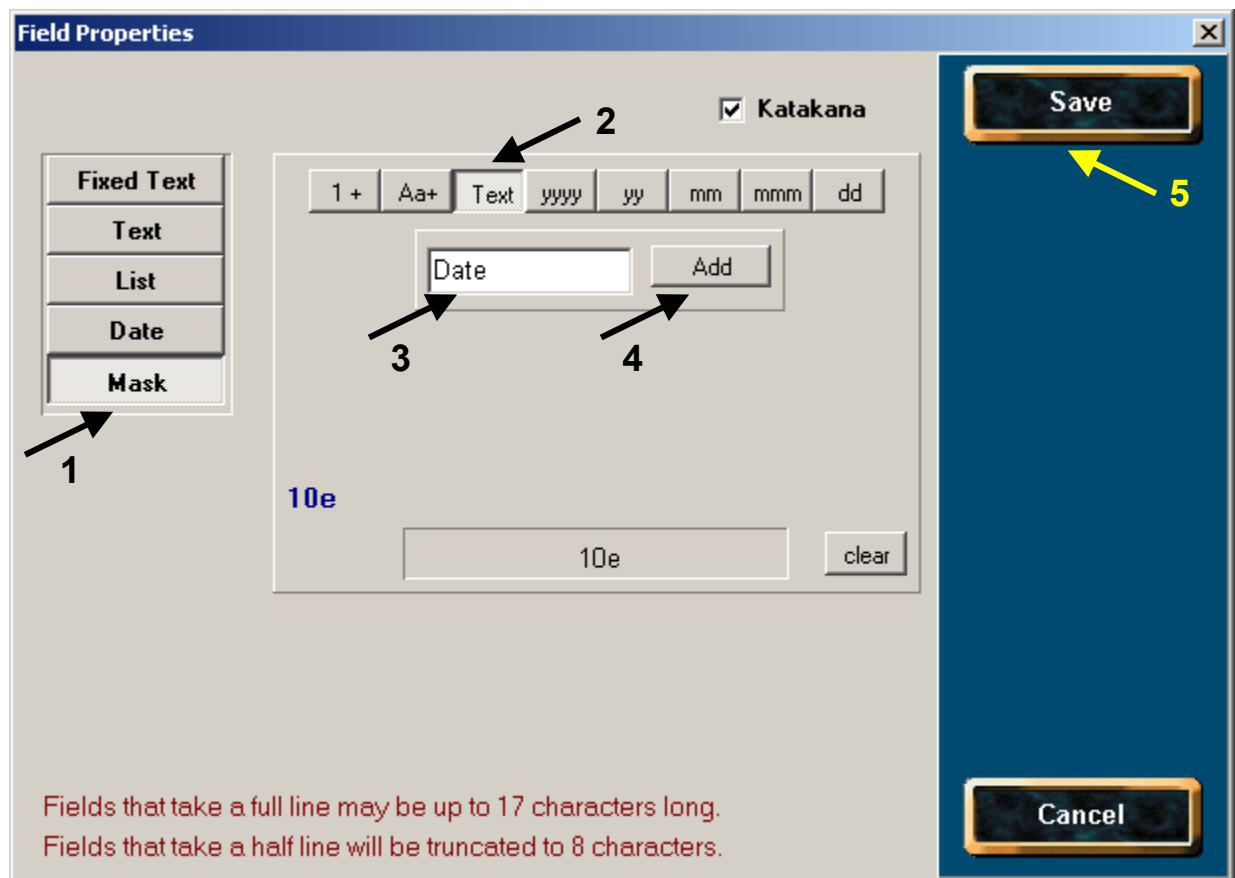 Field Properties
Save
Katakana
2
5
Fixed Text
Text
List
Date
Mask
1 + Aa+ Text yyyy yy mm mmm dd
Date Add
3 4
1
10e
10e clear
Fields that take a full line may be up to 17 characters long.
Fields that take a half line will be truncated to 8 characters.
Cancel